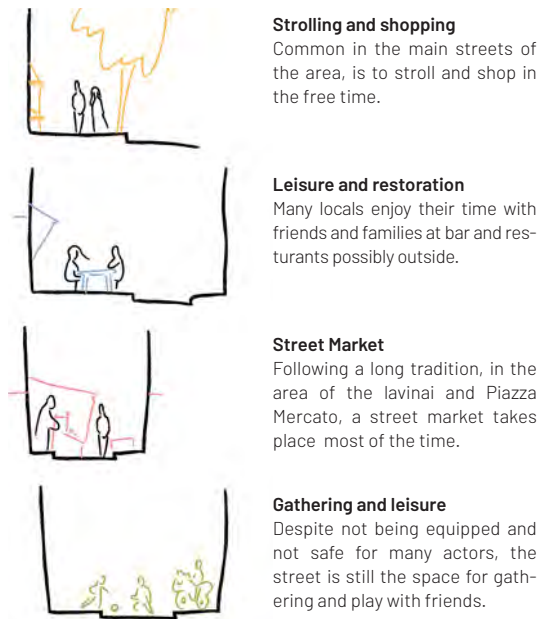 Strolling and shopping
Common in the main streets of
the area, is to stroll and shop in
the free time.
Leisure and restoration
Many locals enjoy their time with
friends and families at bar and res-
turants possibly outside.
Street Market
Following a long tradition, in the
area of the lavinai and Piazza
Mercato, a street market takes
place most of the time.
Gathering and leisure
Despite not being equipped and
not safe for many actors, the
street is still the space for gath-
ering and play with friends.